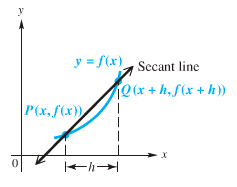 y
y = f(x)
Secant line
Q(x + h, f(x + h))
P(x, f(x))
x
0
h